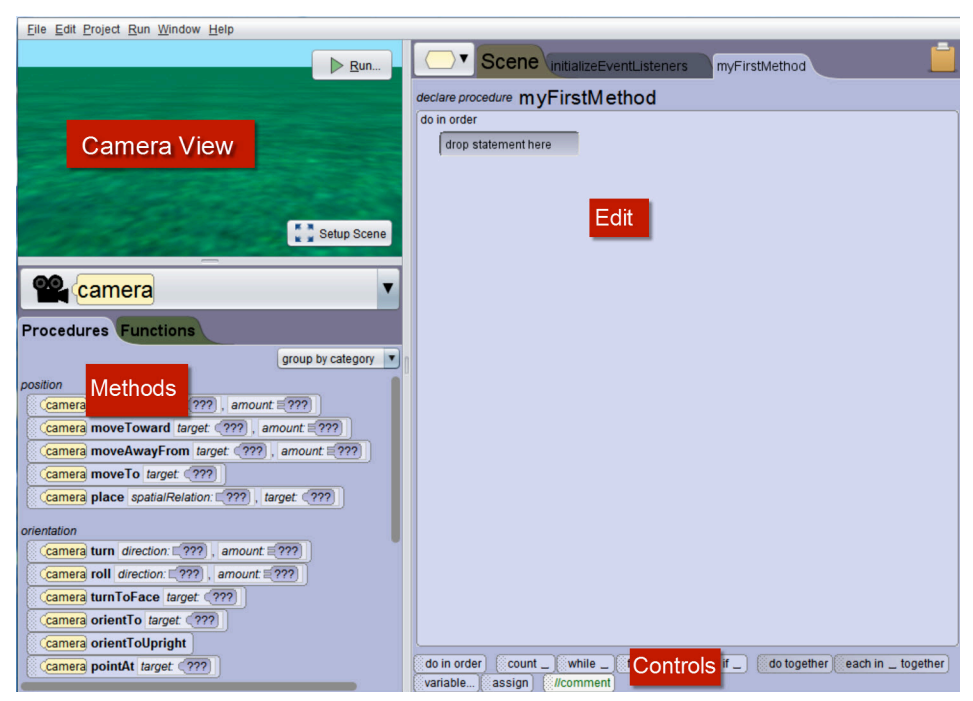 File Edit Project Run Window Help
Run...
Camera View
Setup Scene
camera
Procedures Functions
group by category
Methods
position
camera ??? , amount: ???
camera moveToward target: ??? , amount: ???
camera moveAwayFrom target: ??? , amount: ???
camera moveTo target: ???
camera place spatialRelation: ??? , target: ???
orientation
camera turn direction: ??? , amount: ???
camera roll direction: ??? , amount: ???
camera turnToFace target: ???
camera orientTo target: ???
camera orientToUpright
camera pointAt target: ???
Scene initializeEventListeners myFirstMethod
declare procedure myFirstMethod
do in order
drop statement here
Edit
do in order count _ while _ Controls if _ do together each in _ together
variable... assign //comment